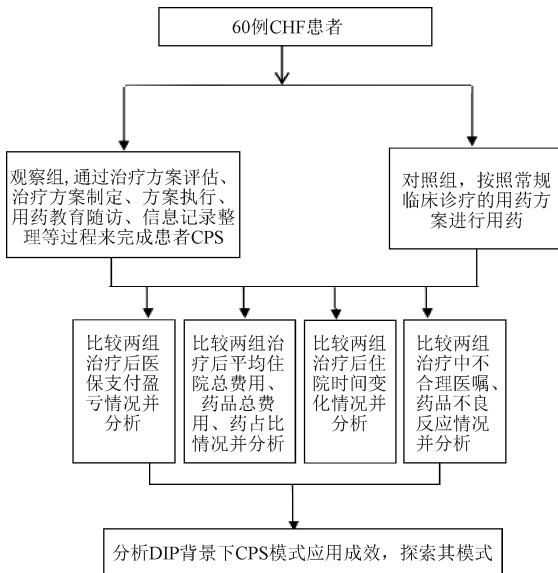 60例CHF患者
观察组,通过治疗方案评估、
治疗方案制定、方案执行、
用药教育随访、信息记录整
理等过程来完成患者CPS
对照组，按照常规
临床诊疗的用药方
案进行用药
比较两组
治疗后医
保支付盈
亏情况并
分析
比较两组治
疗后平均住
院总费用、
药品总费
用、药占比
情况并分析
比较两组
治疗后住
院时间变
化情况并
分析
比较两组
治疗中不
合理医嘱、
药品不良
反应情况
并分析
分析DIP背景下CPS模式应用成效，探索其模式